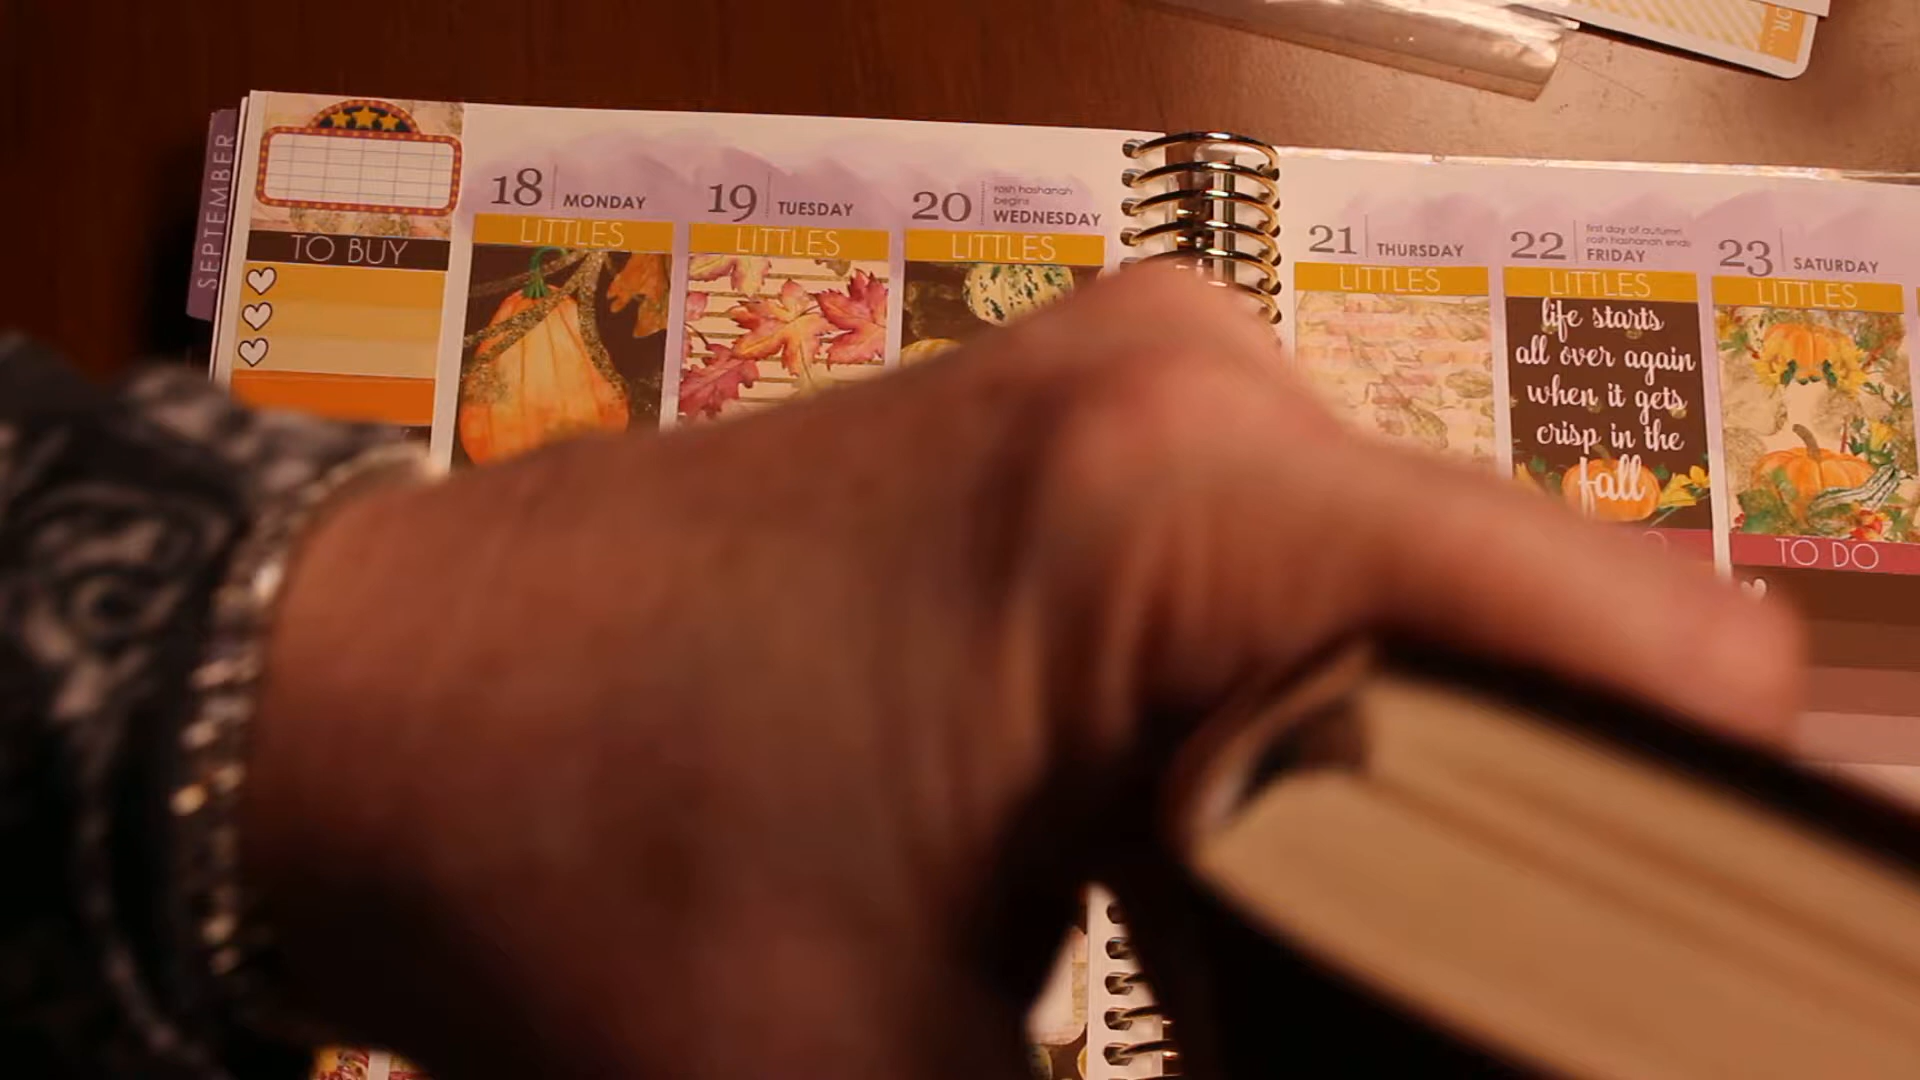 SEPTEMBER
TO BUY
18 MONDAY
LITTLES
19 TUESDAY
LITTLES
20 rosh hashanah
begins
WEDNESDAY
LITTLES
21 THURSDAY
LITTLES
22 first day of autumn
rosh hashanah ends
FRIDAY
LITTLES
life starts
all over again
when it gets
crisp in the
fall
23 SATURDAY
LITTLES
TO DO